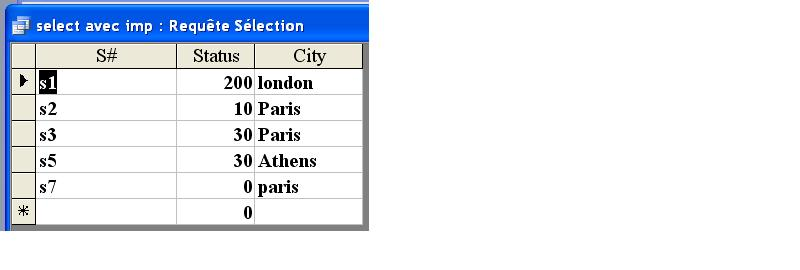 select avec imp : Requête Sélection
S# Status City
s1 200 london
s2 10 Paris
s3 30 Paris
s5 30 Athens
s7 0 paris
* 0